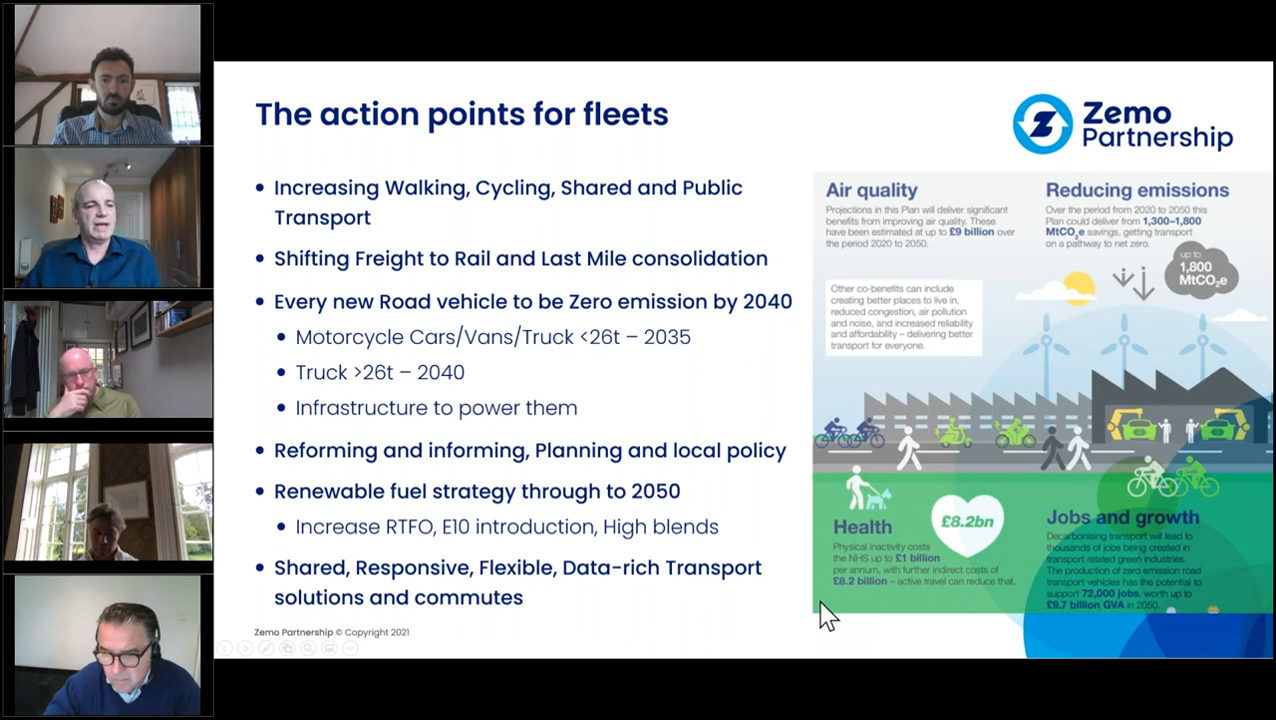 The action points for fleets
Zemo
Partnership
• Increasing Walking, Cycling, Shared and Public
Transport
• Shifting Freight to Rail and Last Mile consolidation
• Every new Road vehicle to be Zero emission by 2040
• Motorcycle Cars/Vans/Truck <26t – 2035
• Truck >26t – 2040
• Infrastructure to power them
• Reforming and informing, Planning and local policy
• Renewable fuel strategy through to 2050
• Increase RTFO, E10 introduction, High blends
• Shared, Responsive, Flexible, Data-rich Transport
solutions and commutes
Zemo Partnership © Copyright 2021
Air quality
Projections in this Plan will deliver significant
benefits from improving air quality. These
have been estimated at up to £9 billion over
the period 2020 to 2050.
Reducing emissions
Over the period from 2020 to 2050 this
Plan could deliver from 1,300–1,800
MtCO2e savings, getting transport
on a pathway to net zero.
up to
1,800
MtCO2e
Other co-benefits can include
creating better places to live in,
reduced congestion, air pollution
and noise, and increased reliability
and affordability – delivering better
transport for everyone.
Health
Physical inactivity costs
the NHS up to £1 billion
per annum, with further indirect costs of
£8.2 billion – active travel can reduce that.
£8.2bn
Jobs and growth
Decarbonising transport will lead to
thousands of jobs being created in
transport related green industries.
The production of zero emission road
transport vehicles has the potential to
support 72,000 jobs, worth up to
£9.7 billion GVA in 2050.